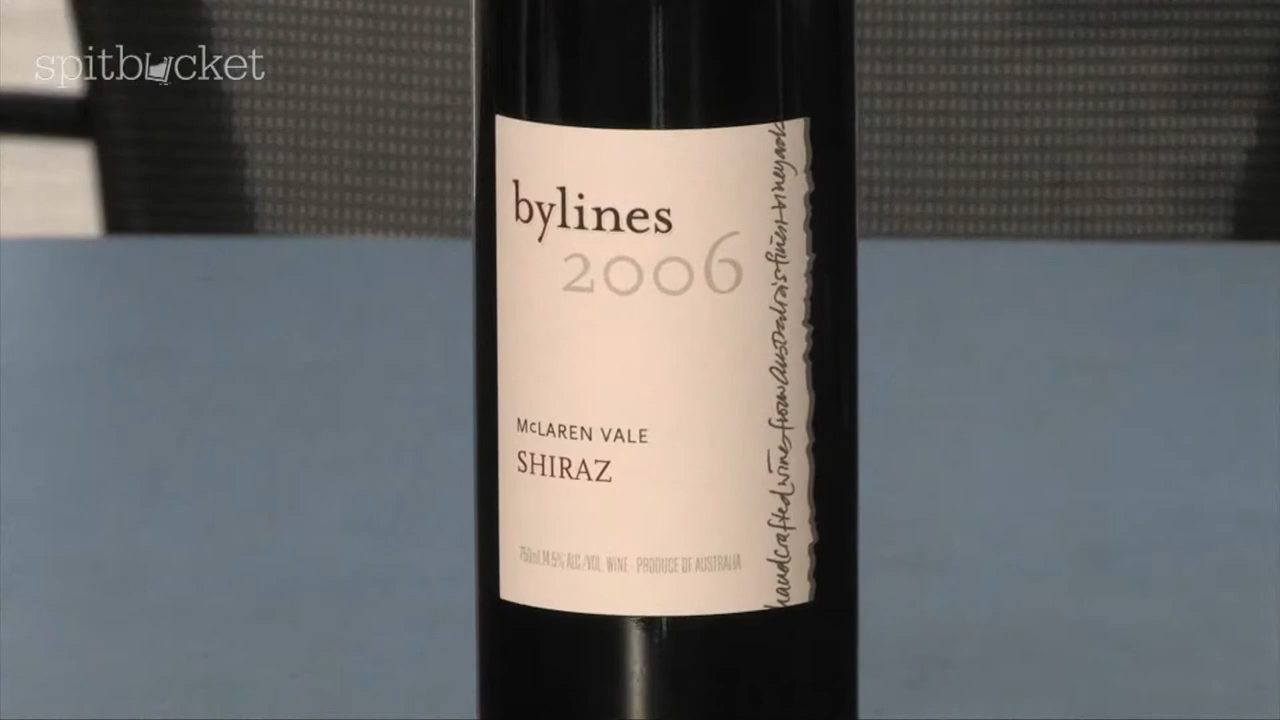 spitbucket
bylines
2006
McLAREN VALE
SHIRAZ
750ml 14.5% ALC/VOL. WINE · PRODUCE OF AUSTRALIA
handcrafted wines from Australia's finest vineyards